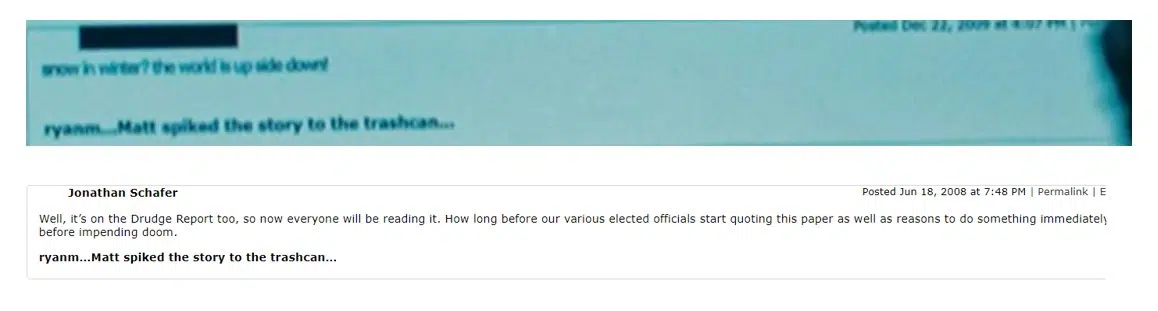 Posted Dec 22, 2009 at 4:07 PM |
snow in winter? the world is up side down!
ryanm...Matt spiked the story to the trashcan...
Jonathan Schafer
Posted Jun 18, 2008 at 7:48 PM | Permalink | E
Well, it’s on the Drudge Report too, so now everyone will be reading it. How long before our various elected officials start quoting this paper as well as reasons to do something immediately
before impending doom.
ryanm...Matt spiked the story to the trashcan...